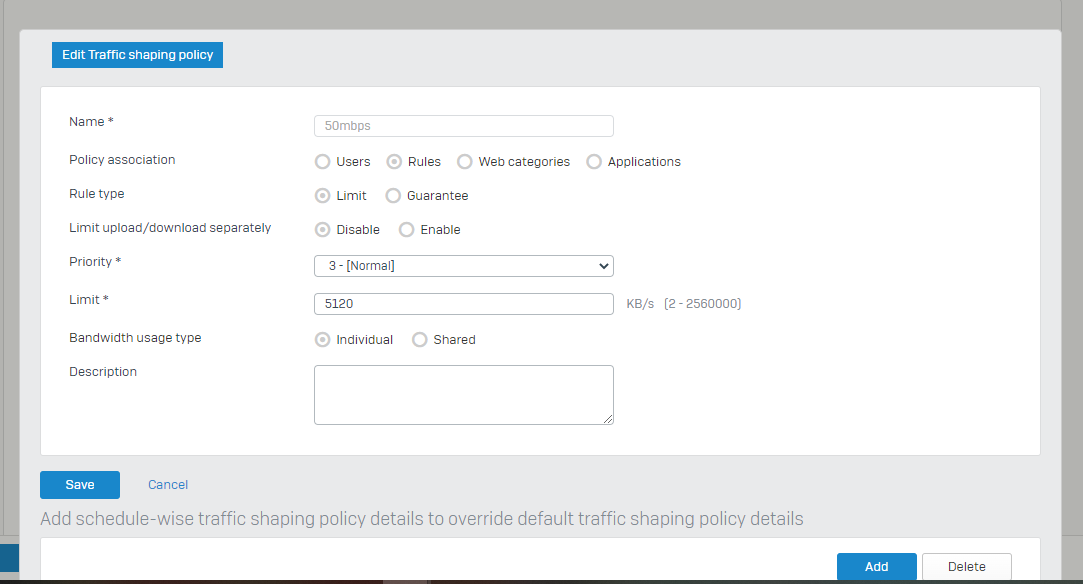 Edit Traffic shaping policy
Name *
50mbps
Policy association
Users Rules Web categories Applications
Rule type
Limit Guarantee
Limit upload/download separately
Disable Enable
Priority *
3 - [Normal]
Limit *
5120 KB/s (2 - 2560000)
Bandwidth usage type
Individual Shared
Description
Save Cancel
Add schedule-wise traffic shaping policy details to override default traffic shaping policy details
Add Delete